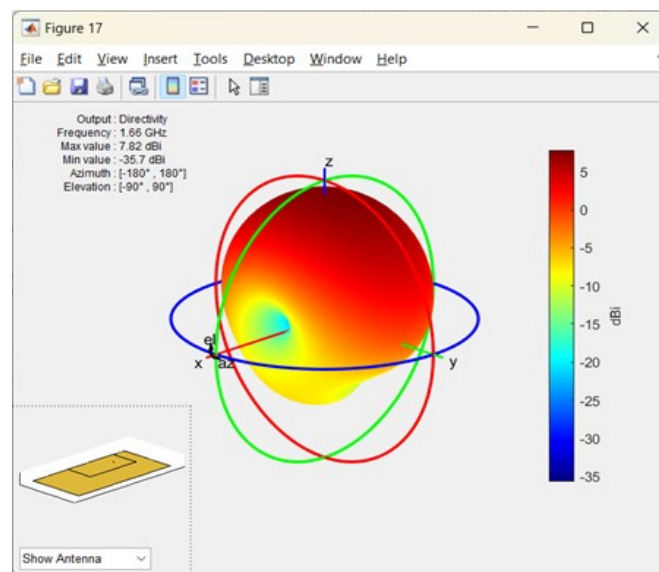 Figure 17
File Edit View Insert Tools Desktop Window Help
Output : Directivity
Frequency : 1.66 GHz
Max value : 7.82 dBi
Min value : -35.7 dBi
Azimuth : [-180° , 180°]
Elevation : [-90° , 90°]
z
el
x
az
y
5
0
-5
-10
-15
-20
-25
-30
-35
dBi
Show Antenna